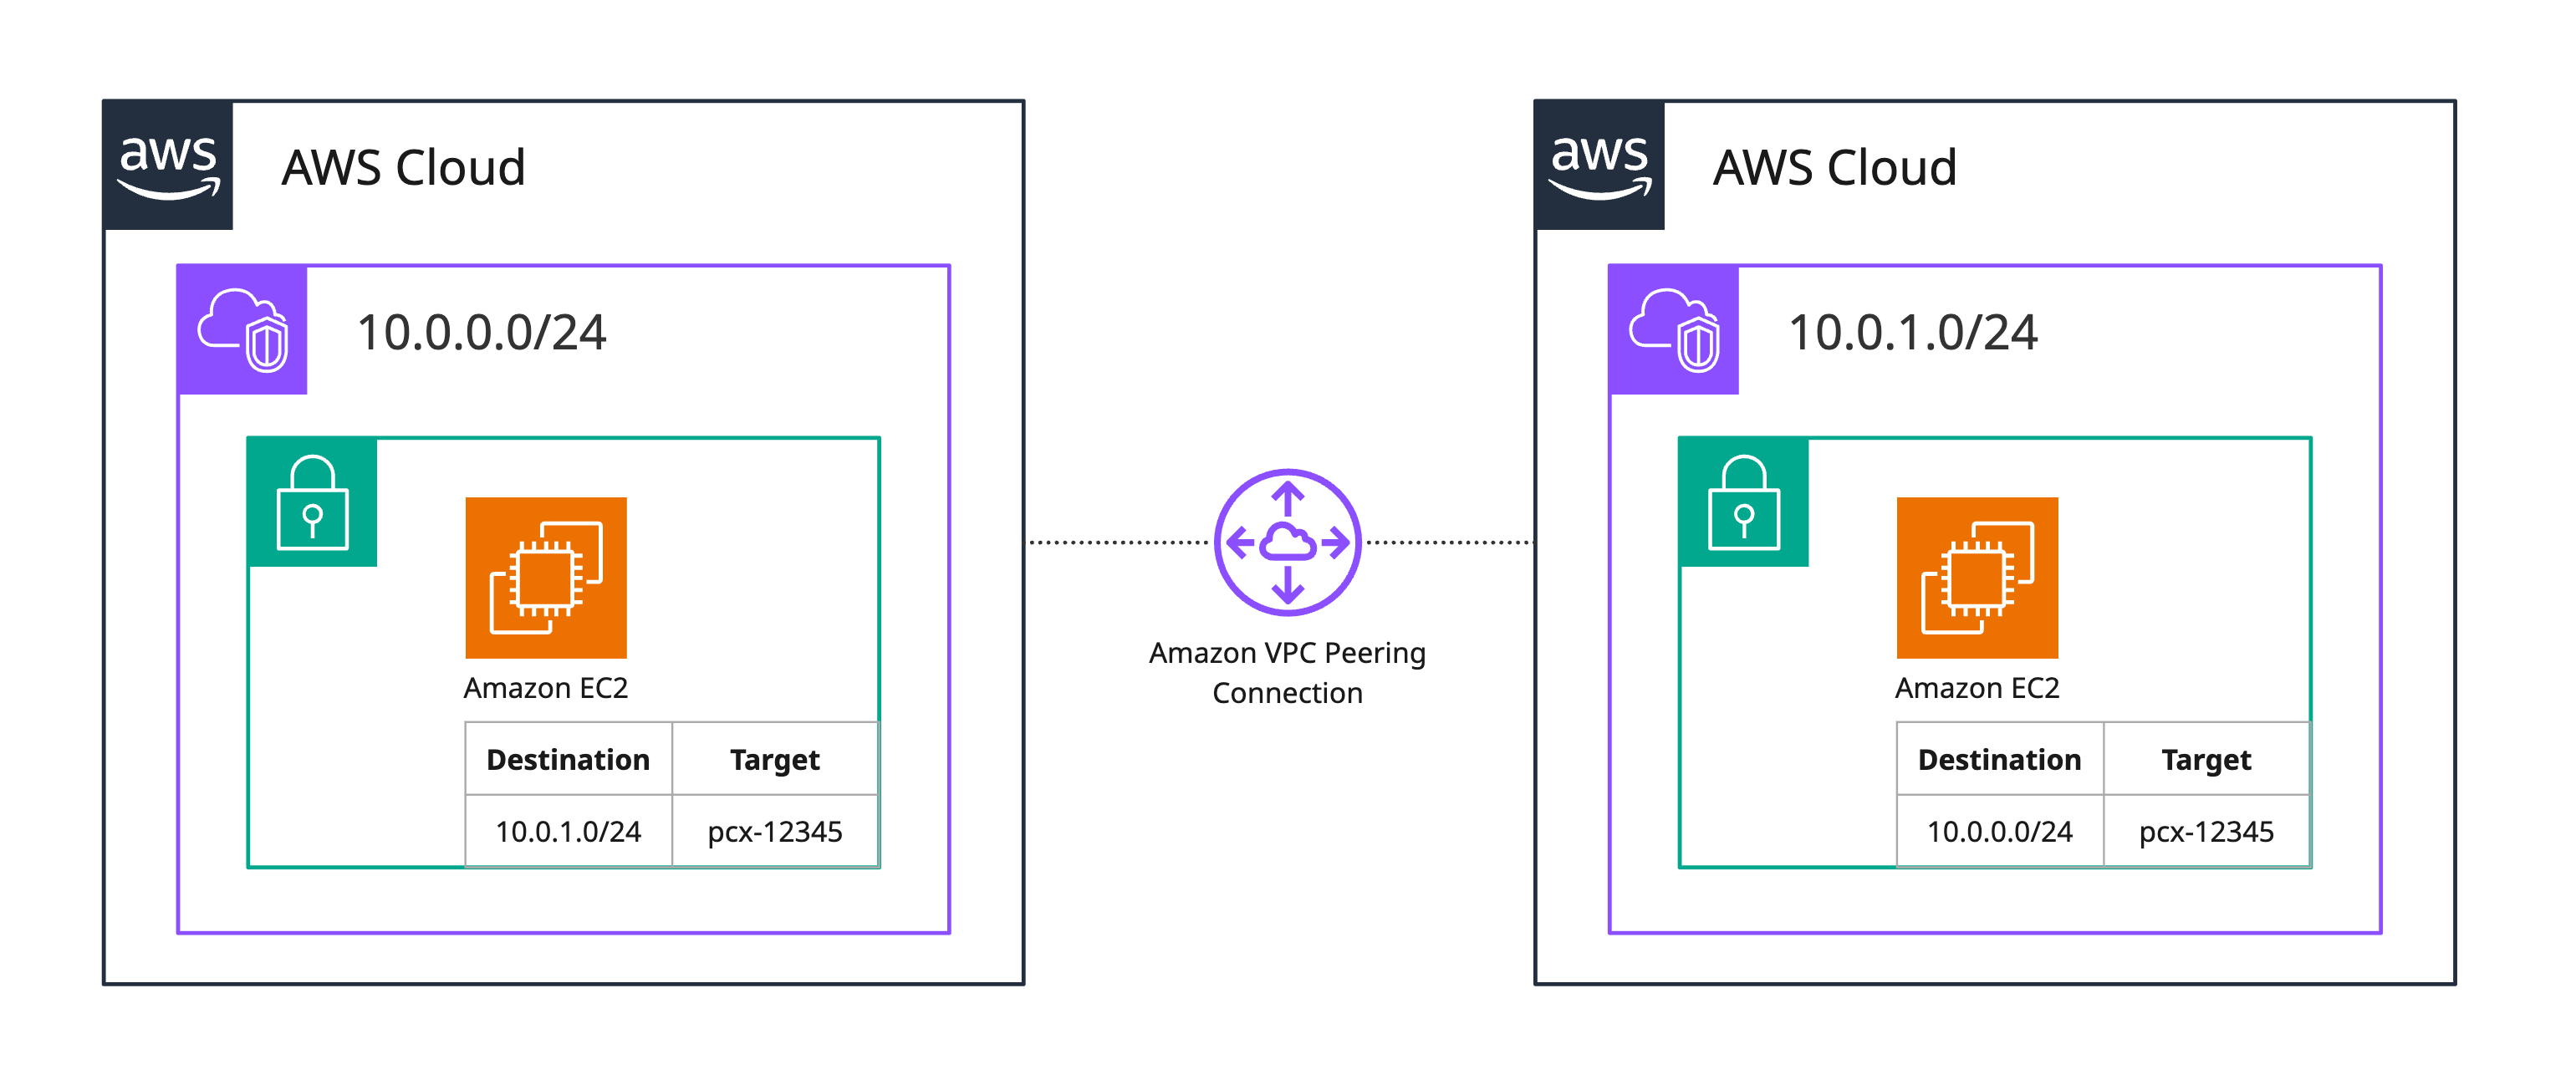 aws
AWS Cloud
10.0.0.0/24
Amazon EC2
Destination Target
10.0.1.0/24 pcx-12345
Amazon VPC Peering
Connection
aws
AWS Cloud
10.0.1.0/24
Amazon EC2
Destination Target
10.0.0.0/24 pcx-12345